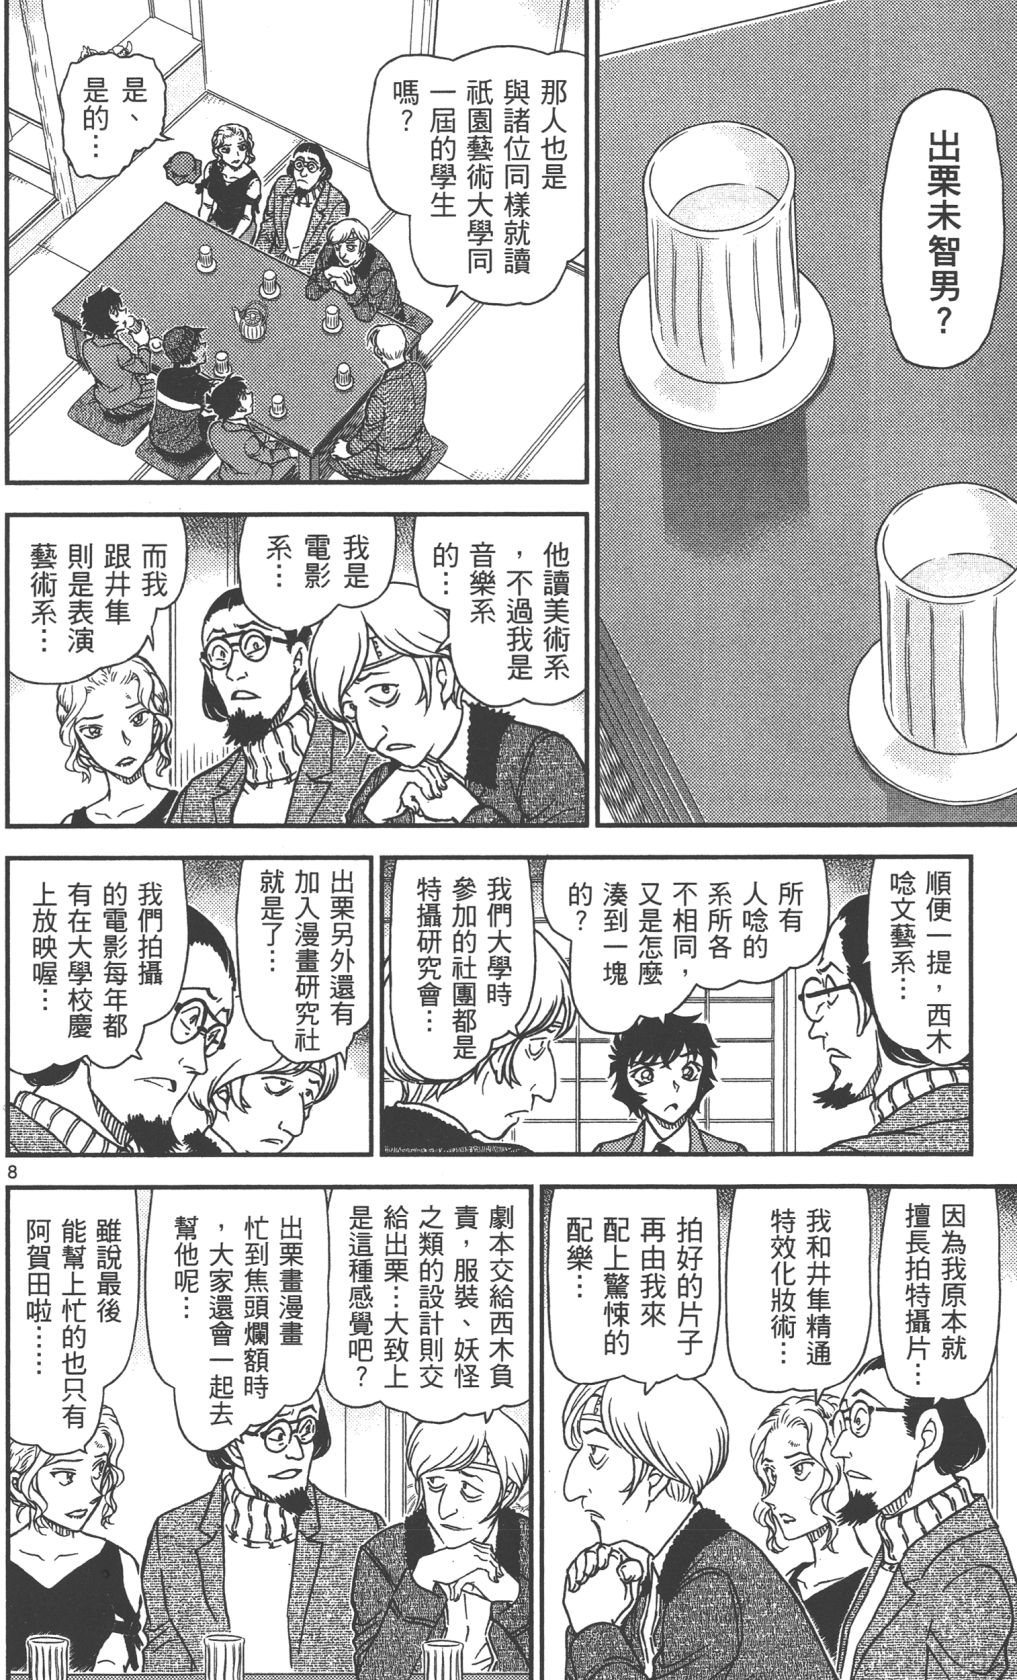 出栗未智男？
那人也是
與諸位同樣就讀
祇園藝術大學同
一屆的學生
嗎？
是、
是的…
他讀美術系
，不過我是
音樂系
的…
我是
電影
系…
而我
跟井隼
則是表演
藝術系…
順便一提，西木
唸文藝系…
所有
人唸的
系所各
不相同，
又是怎麼
湊到一塊
的？
我們大學時
參加的社團都是
特攝研究會…
出栗另外還有
加入漫畫研究社
就是了…
我們拍攝
的電影每年都
有在大學校慶
上放映喔…
因為我原本就
擅長拍特攝片…
我和井隼精通
特效化妝術…
拍好的片子
再由我來
配上驚悚的
配樂…
劇本交給西木負
責，服裝、妖怪
之類的設計則交
給出栗…大致上
是這種感覺吧？
出栗畫漫畫
忙到焦頭爛額時
，大家還會一起去
幫他呢…
雖說最後
能幫上忙的也只有
阿賀田啦……
8